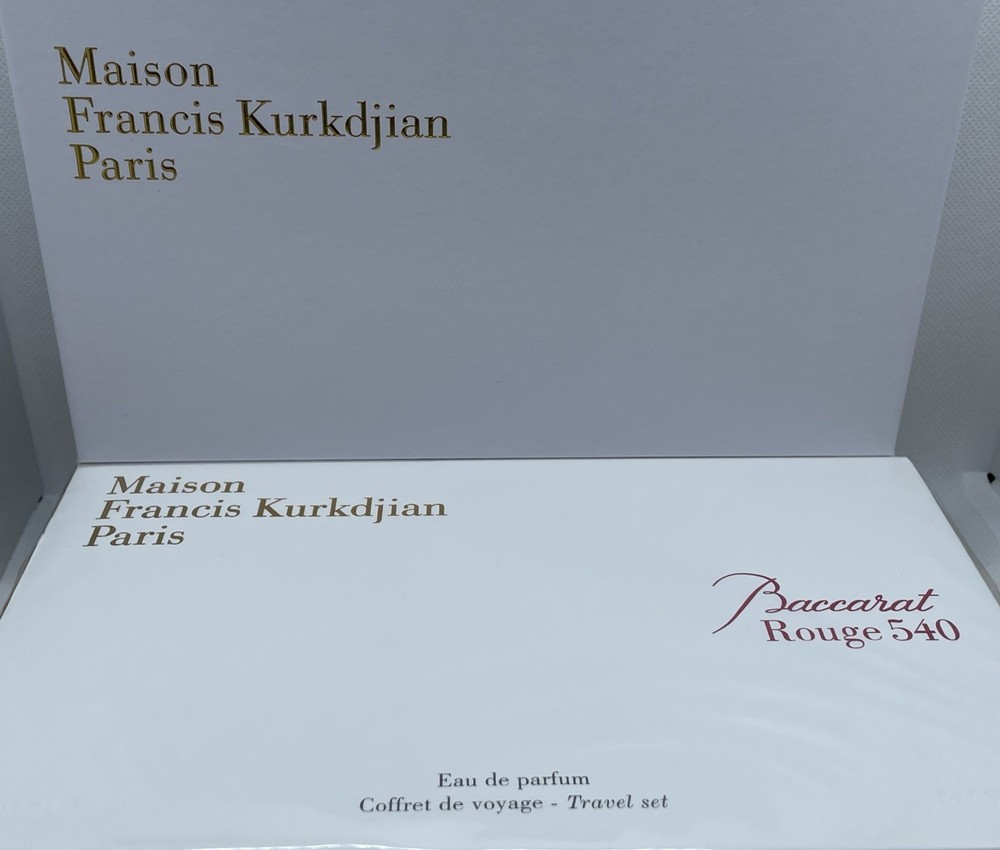 Maison
Francis Kurkdjian
Paris
Maison
Francis Kurkdjian
Paris
Baccarat
Rouge 540
Eau de parfum
Coffret de voyage - Travel set